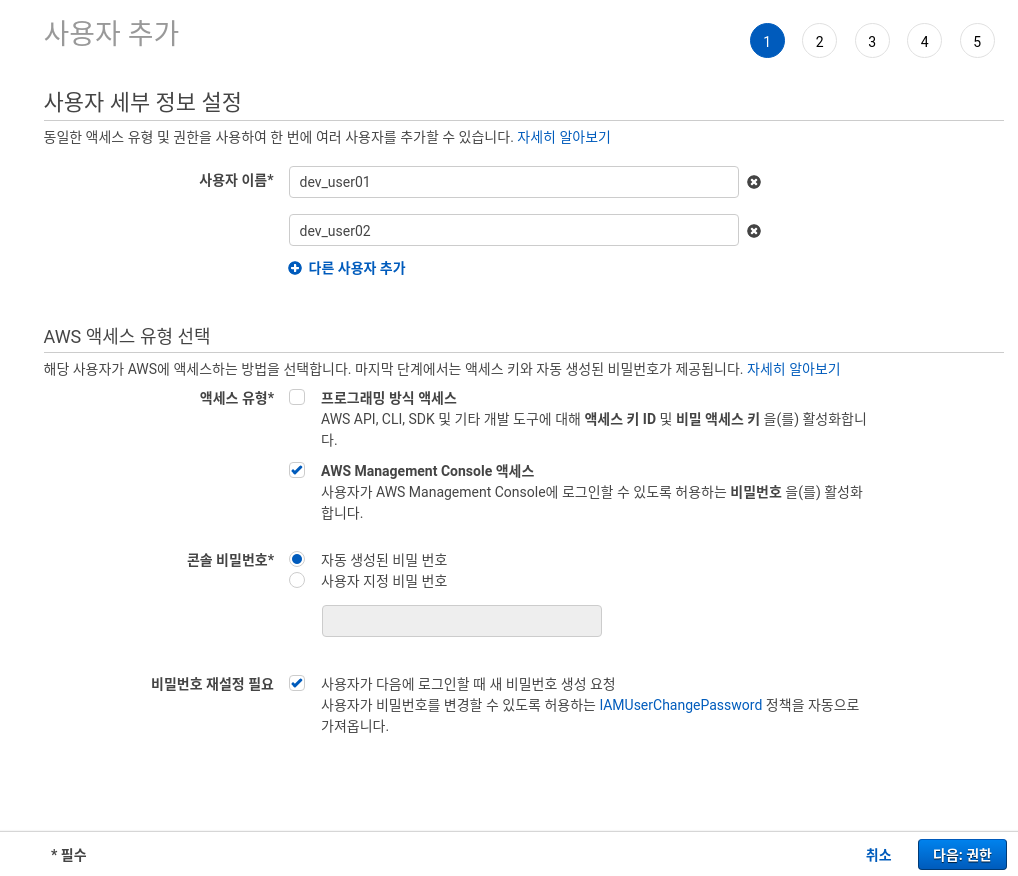 사용자 추가
1 2 3 4 5
사용자 세부 정보 설정
동일한 액세스 유형 및 권한을 사용하여 한 번에 여러 사용자를 추가할 수 있습니다. 자세히 알아보기
사용자 이름* dev_user01
dev_user02
다른 사용자 추가
AWS 액세스 유형 선택
해당 사용자가 AWS에 액세스하는 방법을 선택합니다. 마지막 단계에서는 액세스 키와 자동 생성된 비밀번호가 제공됩니다. 자세히 알아보기
액세스 유형* 프로그래밍 방식 액세스
AWS API, CLI, SDK 및 기타 개발 도구에 대해 액세스 키 ID 및 비밀 액세스 키 을(를) 활성화합니
다.
AWS Management Console 액세스
사용자가 AWS Management Console에 로그인할 수 있도록 허용하는 비밀번호 을(를) 활성화
합니다.
콘솔 비밀번호* 자동 생성된 비밀 번호
사용자 지정 비밀 번호
비밀번호 재설정 필요 사용자가 다음에 로그인할 때 새 비밀번호 생성 요청
사용자가 비밀번호를 변경할 수 있도록 허용하는 IAMUserChangePassword 정책을 자동으로
가져옵니다.
* 필수 취소 다음: 권한